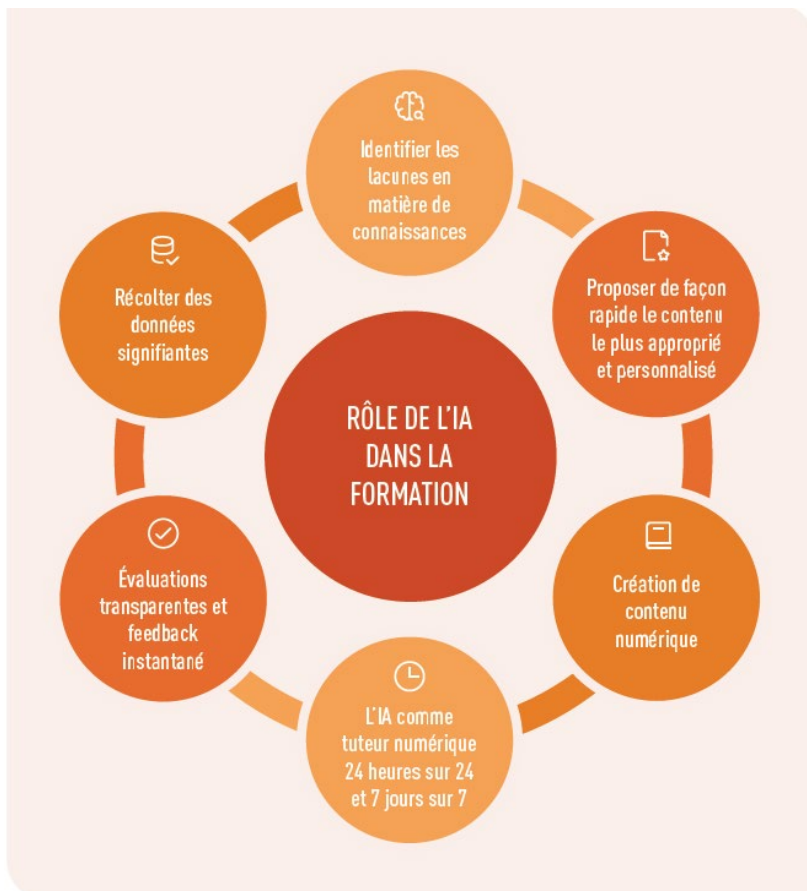 Identifier les
lacunes en
matière de
connaissances
Proposer de façon
rapide le contenu
le plus approprié
et personnalisé
Création de
contenu
numérique
L'IA comme
tuteur numérique
24 heures sur 24
et 7 jours sur 7
Évaluations
transparentes et
feedback
instantané
Récolter des
données
signifiantes
RÔLE DE L'IA
DANS LA
FORMATION